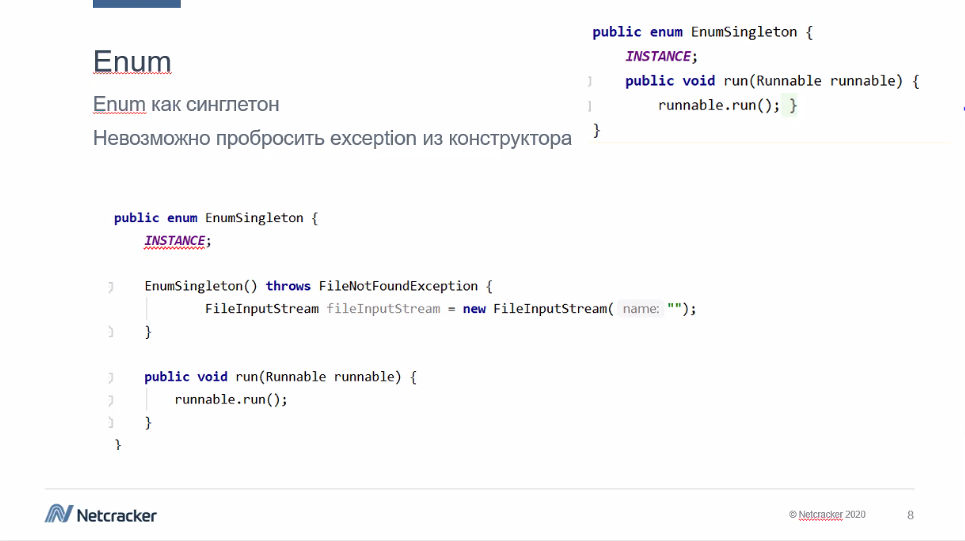 Enum
Enum как синглтон
Невозможно пробросить exception из конструктора
public enum EnumSingleton {
INSTANCE;
public void run(Runnable runnable) {
runnable.run(); }
}
public enum EnumSingleton {
INSTANCE;
EnumSingleton() throws FileNotFoundException {
FileInputStream fileInputStream = new FileInputStream( name: "");
}
public void run(Runnable runnable) {
runnable.run();
}
}
Netcracker
© Netcracker 2020
8